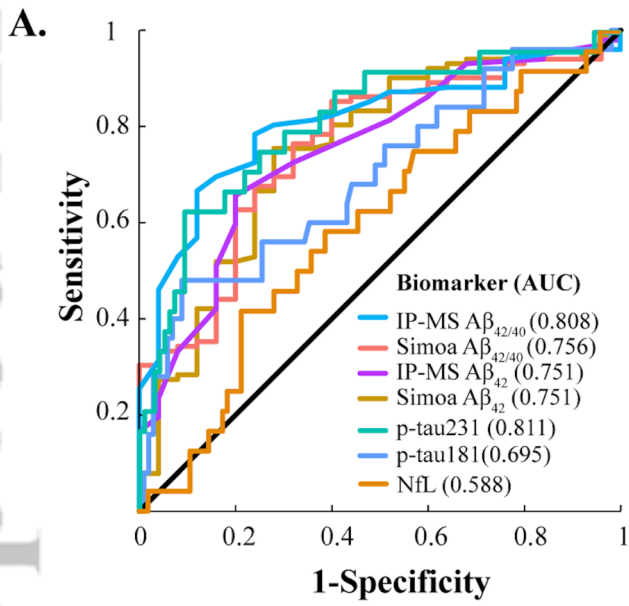 A.
1
0.8
0.6
0.4
0.2
Sensitivity
Biomarker (AUC)
IP-MS Aβ42/40 (0.808)
Simoa Aβ42/40 (0.756)
IP-MS Aβ42 (0.751)
Simoa Aβ42 (0.751)
p-tau231 (0.811)
p-tau181(0.695)
NfL (0.588)
0 0.2 0.4 0.6 0.8 1
1-Specificity